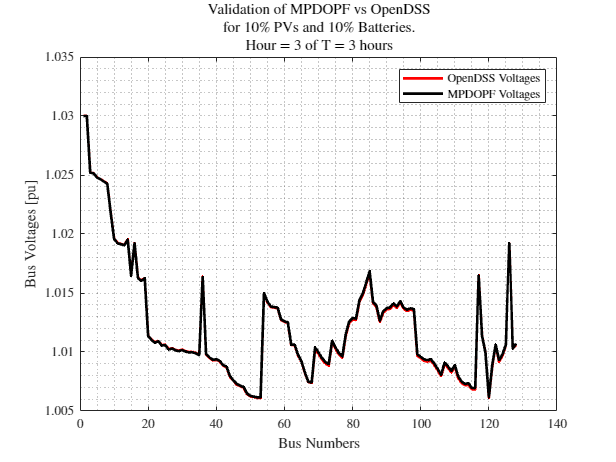 Validation of MPDOPF vs OpenDSS
for 10% PVs and 10% Batteries.
Hour = 3 of T = 3 hours
OpenDSS Voltages
MPDOPF Voltages
Bus Voltages [pu]
1.035
1.03
1.025
1.02
1.015
1.01
1.005
0 20 40 60 80 100 120 140
Bus Numbers